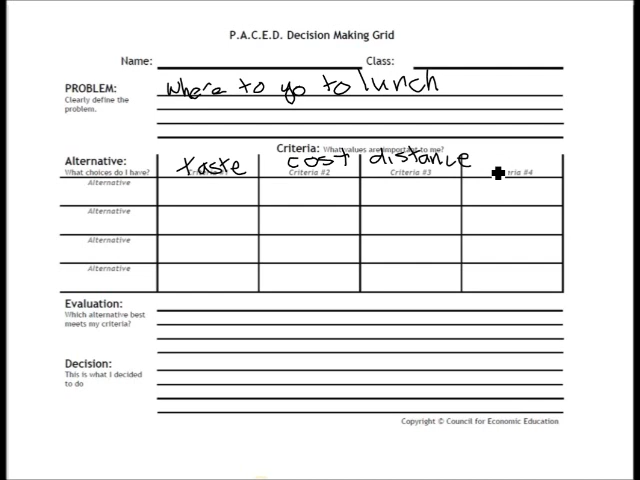 P.A.C.E.D. Decision Making Grid
Name: Class:
PROBLEM: where to go to lunch
Clearly define the
problem.
Criteria: What values are important to me?
Alternative: taste cost distance
What choices do I have? Criteria #2 Criteria #3 #4
Alternative
Alternative
Alternative
Alternative
Evaluation:
Which alternative best
meets my criteria?
Decision:
This is what I decided
to do
Copyright © Council for Economic Education